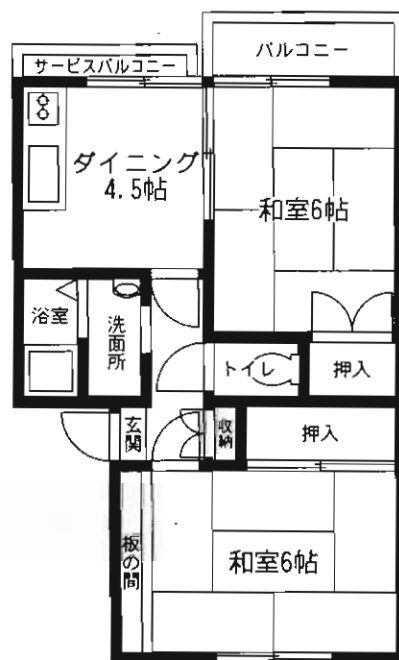 バルコニー
サービスバルコニー
ダイニング
4.5帖
和室6帖
浴室
洗面所
トイレ
押入
玄関
収納
押入
板の間
和室6帖